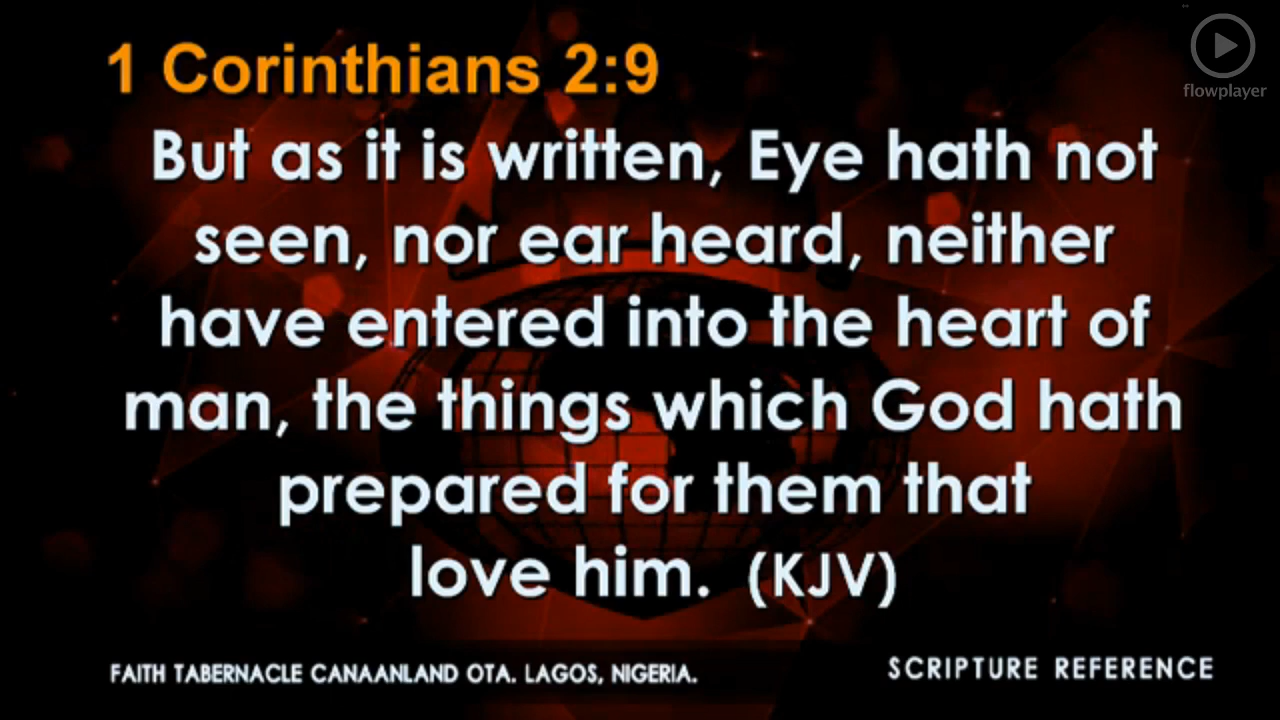 1 Corinthians 2:9
flowplayer
But as it is written, Eye hath not
seen, nor ear heard, neither
have entered into the heart of
man, the things which God hath
prepared for them that
love him. (KJV)
FAITH TABERNACLE CANAANLAND OTA. LAGOS, NIGERIA.
SCRIPTURE REFERENCE